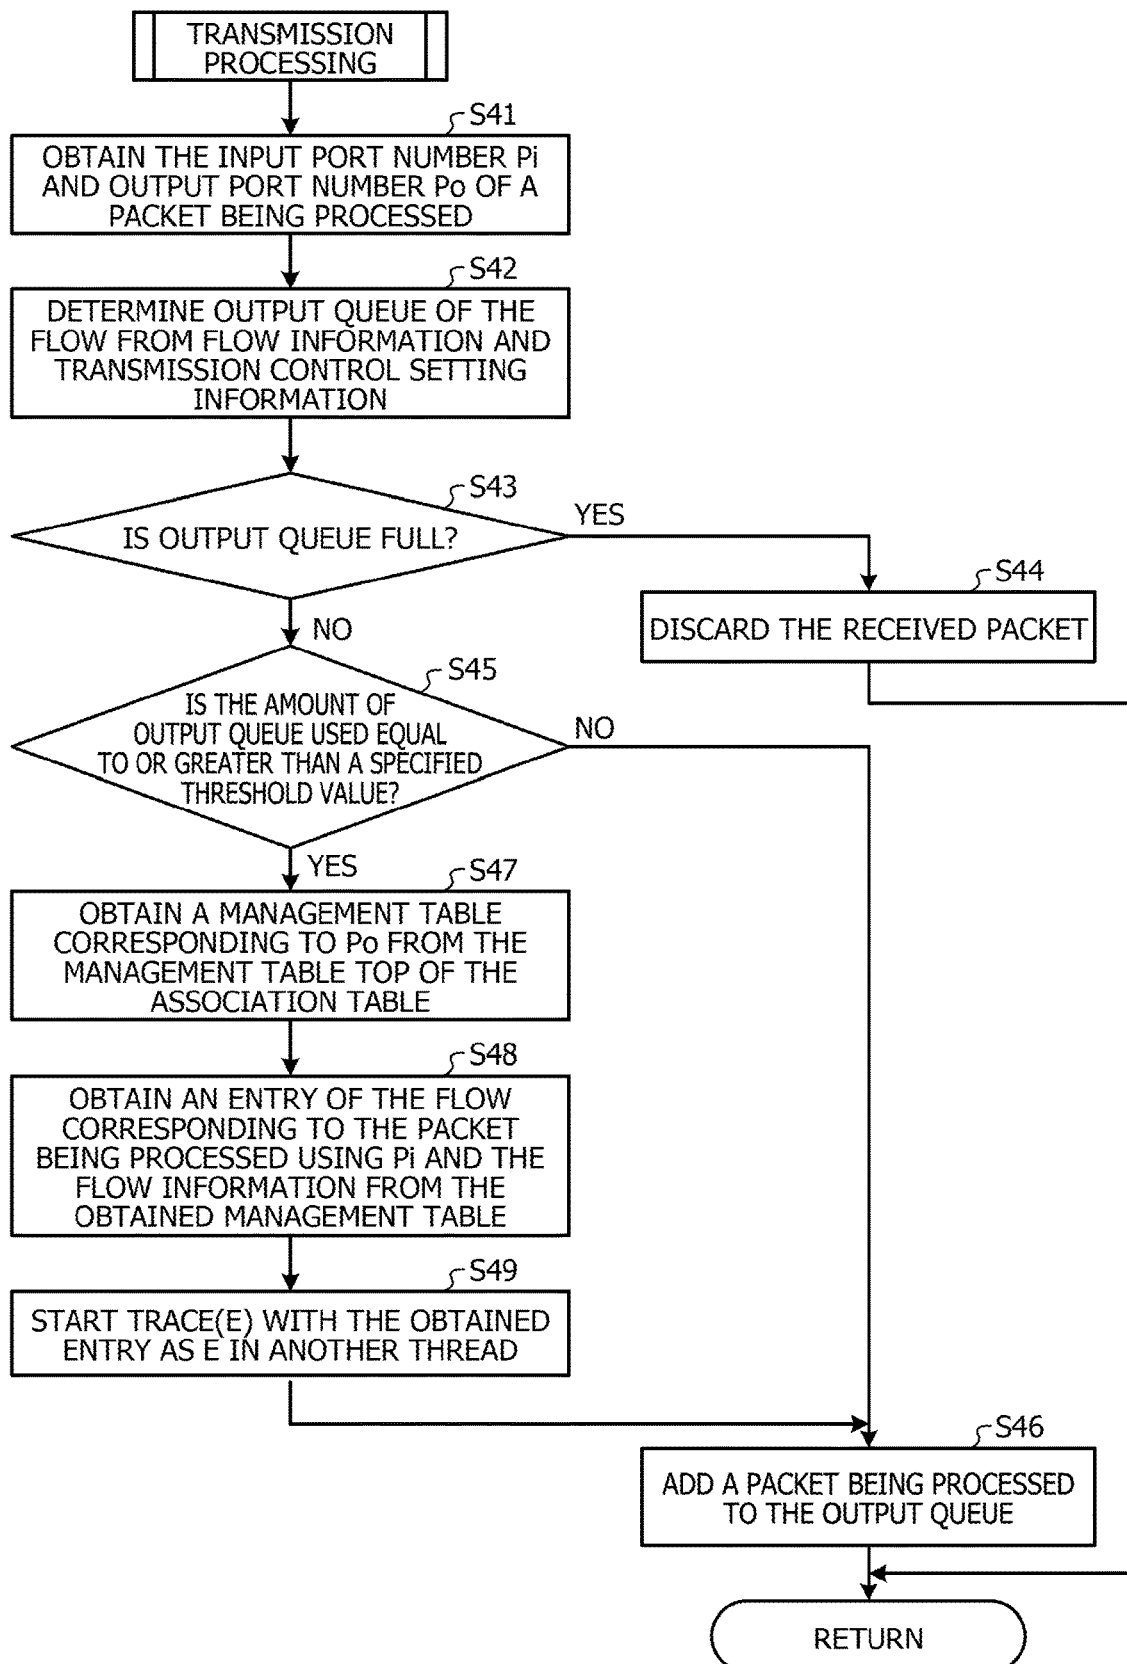 TRANSMISSION
PROCESSING
S41
OBTAIN THE INPUT PORT NUMBER Pi
AND OUTPUT PORT NUMBER Po OF A
PACKET BEING PROCESSED
S42
DETERMINE OUTPUT QUEUE OF THE
FLOW FROM FLOW INFORMATION AND
TRANSMISSION CONTROL SETTING
INFORMATION
S43
IS OUTPUT QUEUE FULL?
YES
NO
S44
DISCARD THE RECEIVED PACKET
S45
IS THE AMOUNT OF
OUTPUT QUEUE USED EQUAL
TO OR GREATER THAN A SPECIFIED
THRESHOLD VALUE?
NO
YES
S47
OBTAIN A MANAGEMENT TABLE
CORRESPONDING TO Po FROM THE
MANAGEMENT TABLE TOP OF THE
ASSOCIATION TABLE
S48
OBTAIN AN ENTRY OF THE FLOW
CORRESPONDING TO THE PACKET
BEING PROCESSED USING Pi AND THE
FLOW INFORMATION FROM THE
OBTAINED MANAGEMENT TABLE
S49
START TRACE(E) WITH THE OBTAINED
ENTRY AS E IN ANOTHER THREAD
S46
ADD A PACKET BEING PROCESSED
TO THE OUTPUT QUEUE
RETURN